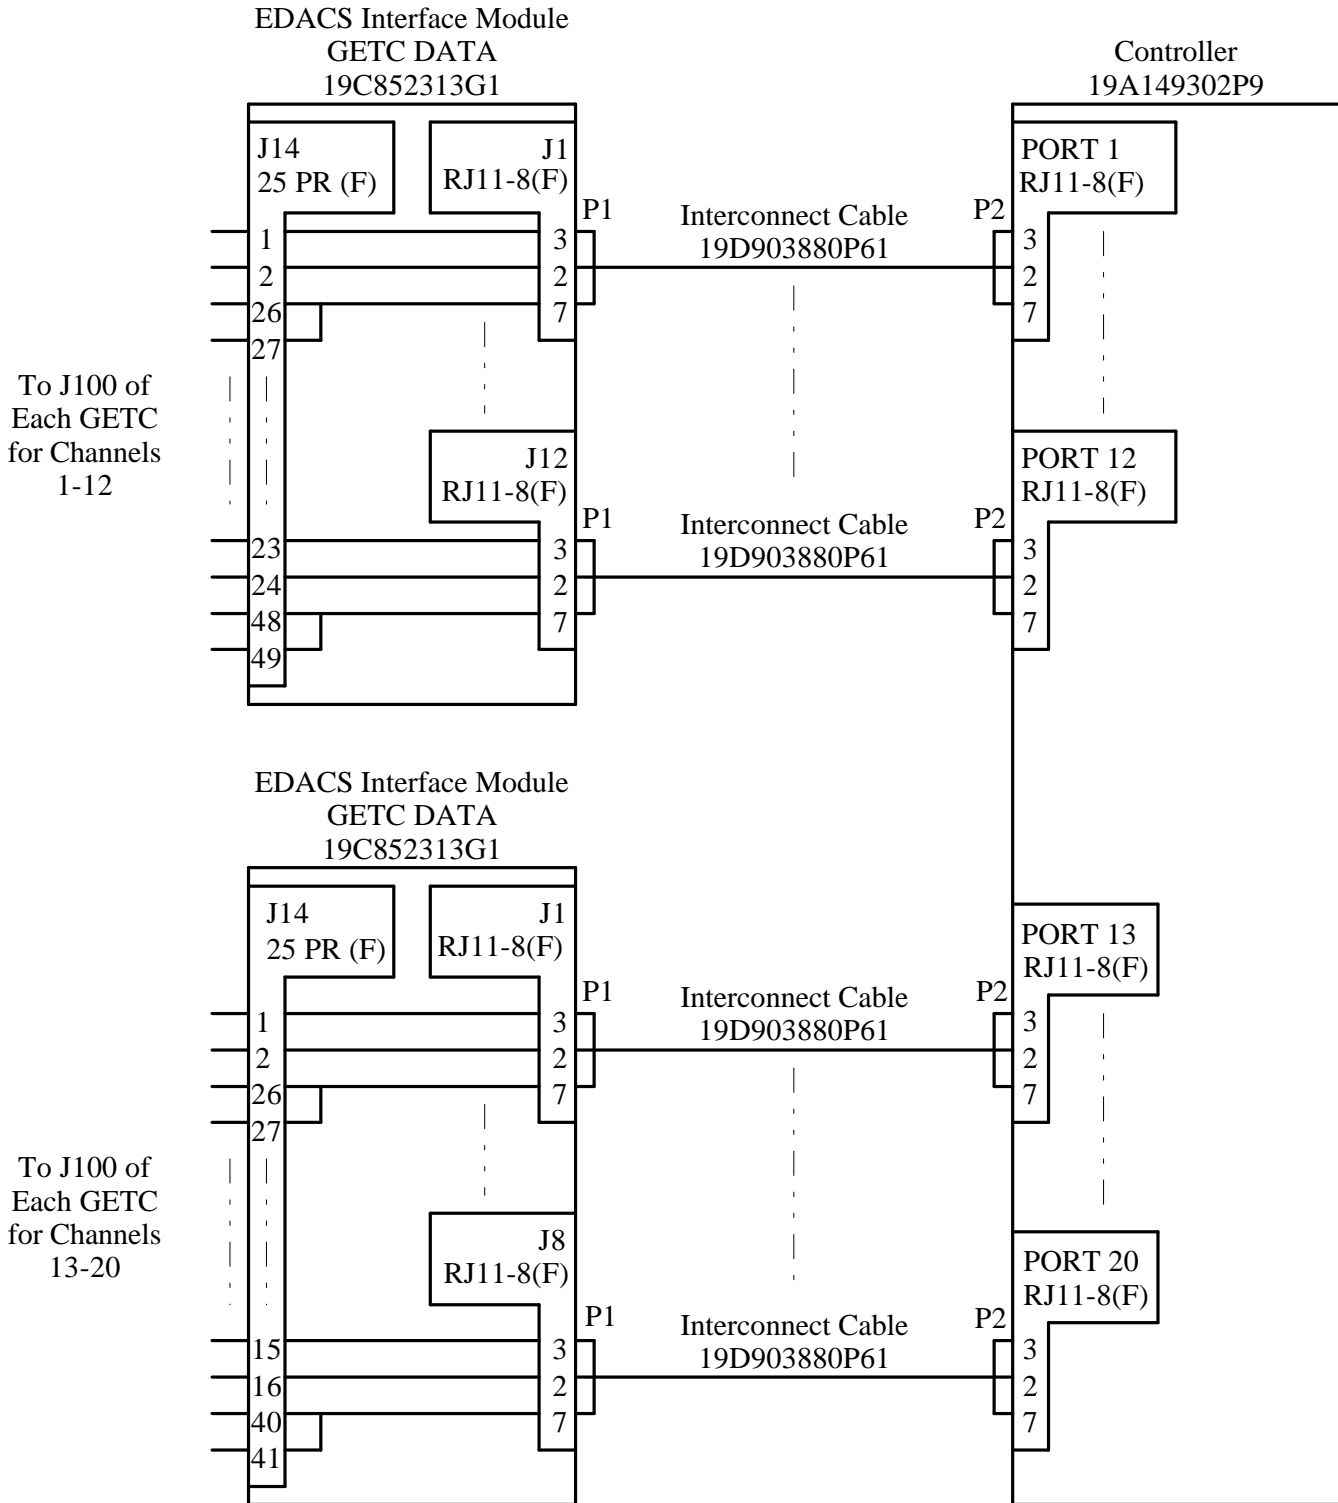 EDACS Interface Module
GETC DATA
19C852313G1
Controller
19A149302P9
J14
25 PR (F)
J1
RJ11-8(F)
PORT 1
RJ11-8(F)
P1
Interconnect Cable
19D903880P61
P2
1
2
26
27
3
2
7
3
2
7
To J100 of
Each GETC
for Channels
1-12
J12
RJ11-8(F)
PORT 12
RJ11-8(F)
P1
Interconnect Cable
19D903880P61
P2
23
24
48
49
3
2
7
3
2
7
EDACS Interface Module
GETC DATA
19C852313G1
J14
25 PR (F)
J1
RJ11-8(F)
PORT 13
RJ11-8(F)
P1
Interconnect Cable
19D903880P61
P2
1
2
26
27
3
2
7
3
2
7
To J100 of
Each GETC
for Channels
13-20
J8
RJ11-8(F)
PORT 20
RJ11-8(F)
P1
Interconnect Cable
19D903880P61
P2
15
16
40
41
3
2
7
3
2
7